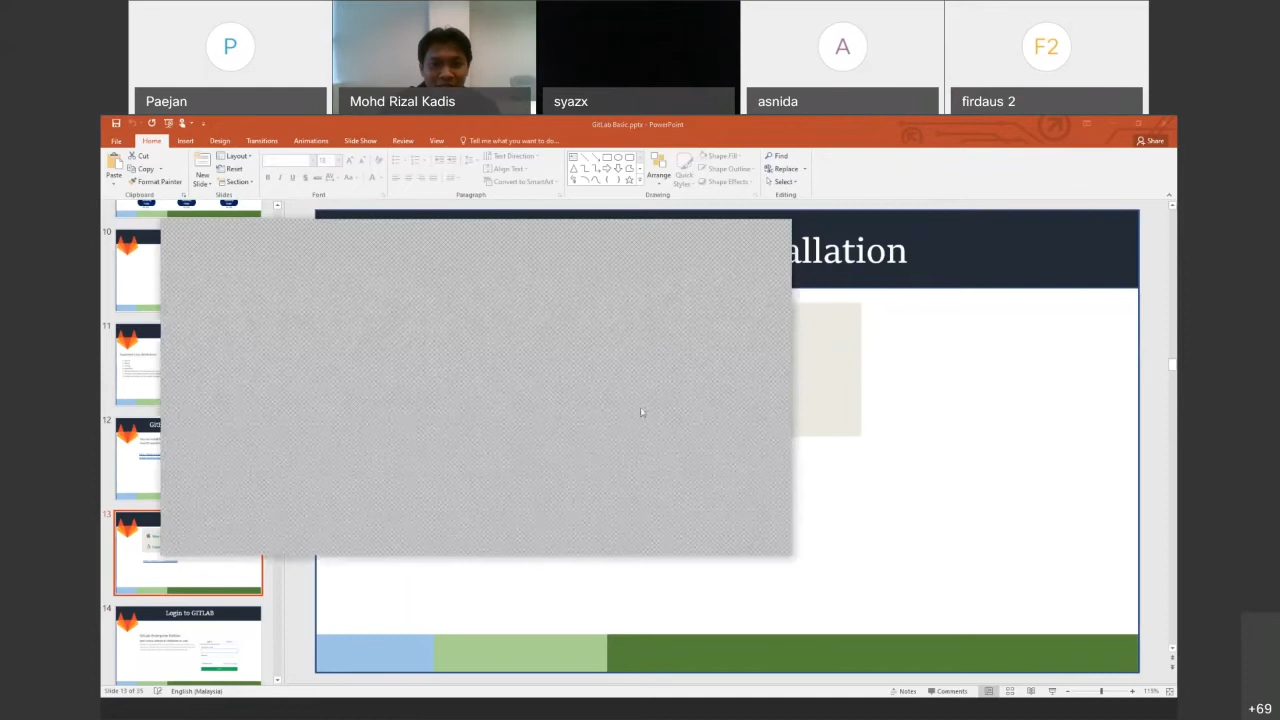 P
A
F2
Paejan
Mohd Rizal Kadis
syazx
asnida
firdaus 2
GitLab Basic.pptx - PowerPoint
File
Home
Insert
Design
Transitions
Animations
Slide Show
Review
View
Tell me what you want to do...
Share
Paste
Cut
Copy
Format Painter
Clipboard
New
Slide
Layout
Reset
Section
Slides
18
Font
Text Direction
Align Text
Convert to SmartArt
Paragraph
Arrange
Quick
Styles
Shape Fill
Shape Outline
Shape Effects
Drawing
Find
Replace
Select
Editing
10
11
12
13
14
Login to GITLAB
allation
Slide 13 of 35
English (Malaysia)
Notes
Comments
119%
+69